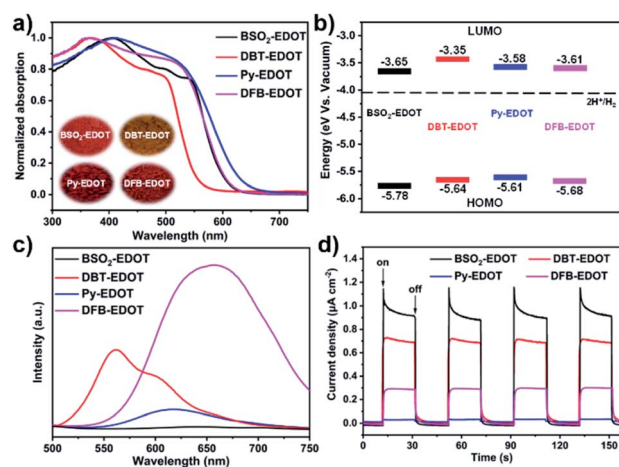 a)
BSO₂-EDOT
DBT-EDOT
Py-EDOT
DFB-EDOT
Normalized absorption
1.0
0.8
0.6
0.4
0.2
0.0
BSO₂-EDOT DBT-EDOT
Py-EDOT DFB-EDOT
300 400 500 600 700
Wavelength (nm)
b)
LUMO
Energy (eV Vs. Vacuum)
-3.0
-3.5
-4.0
-4.5
-5.0
-5.5
-6.0
-3.65 -3.35 -3.58 -3.61
2H⁺/H₂
BSO₂-EDOT Py-EDOT
DBT-EDOT DFB-EDOT
-5.78 -5.64 -5.61 -5.68
HOMO
c)
BSO₂-EDOT
DBT-EDOT
Py-EDOT
DFB-EDOT
Intensity (a.u.)
500 550 600 650 700 750
Wavelength (nm)
d)
BSO₂-EDOT DBT-EDOT
Py-EDOT DFB-EDOT
on off
Current density (μA cm⁻²)
1.4
1.2
1.0
0.8
0.6
0.4
0.2
0.0
0 30 60 90 120 150
Time (s)